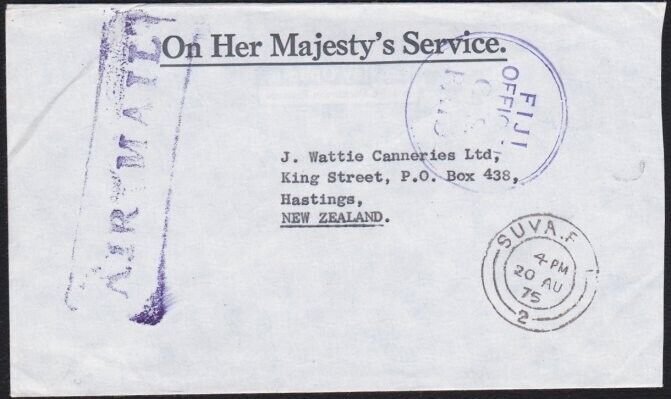 On Her Majesty's Service.
AIR MAIL
FIJI
PAID
J. Wattie Canneries Ltd,
King Street, P.O. Box 438,
Hastings,
NEW ZEALAND.
SUVA.F
4 PM
20 AU
75
2